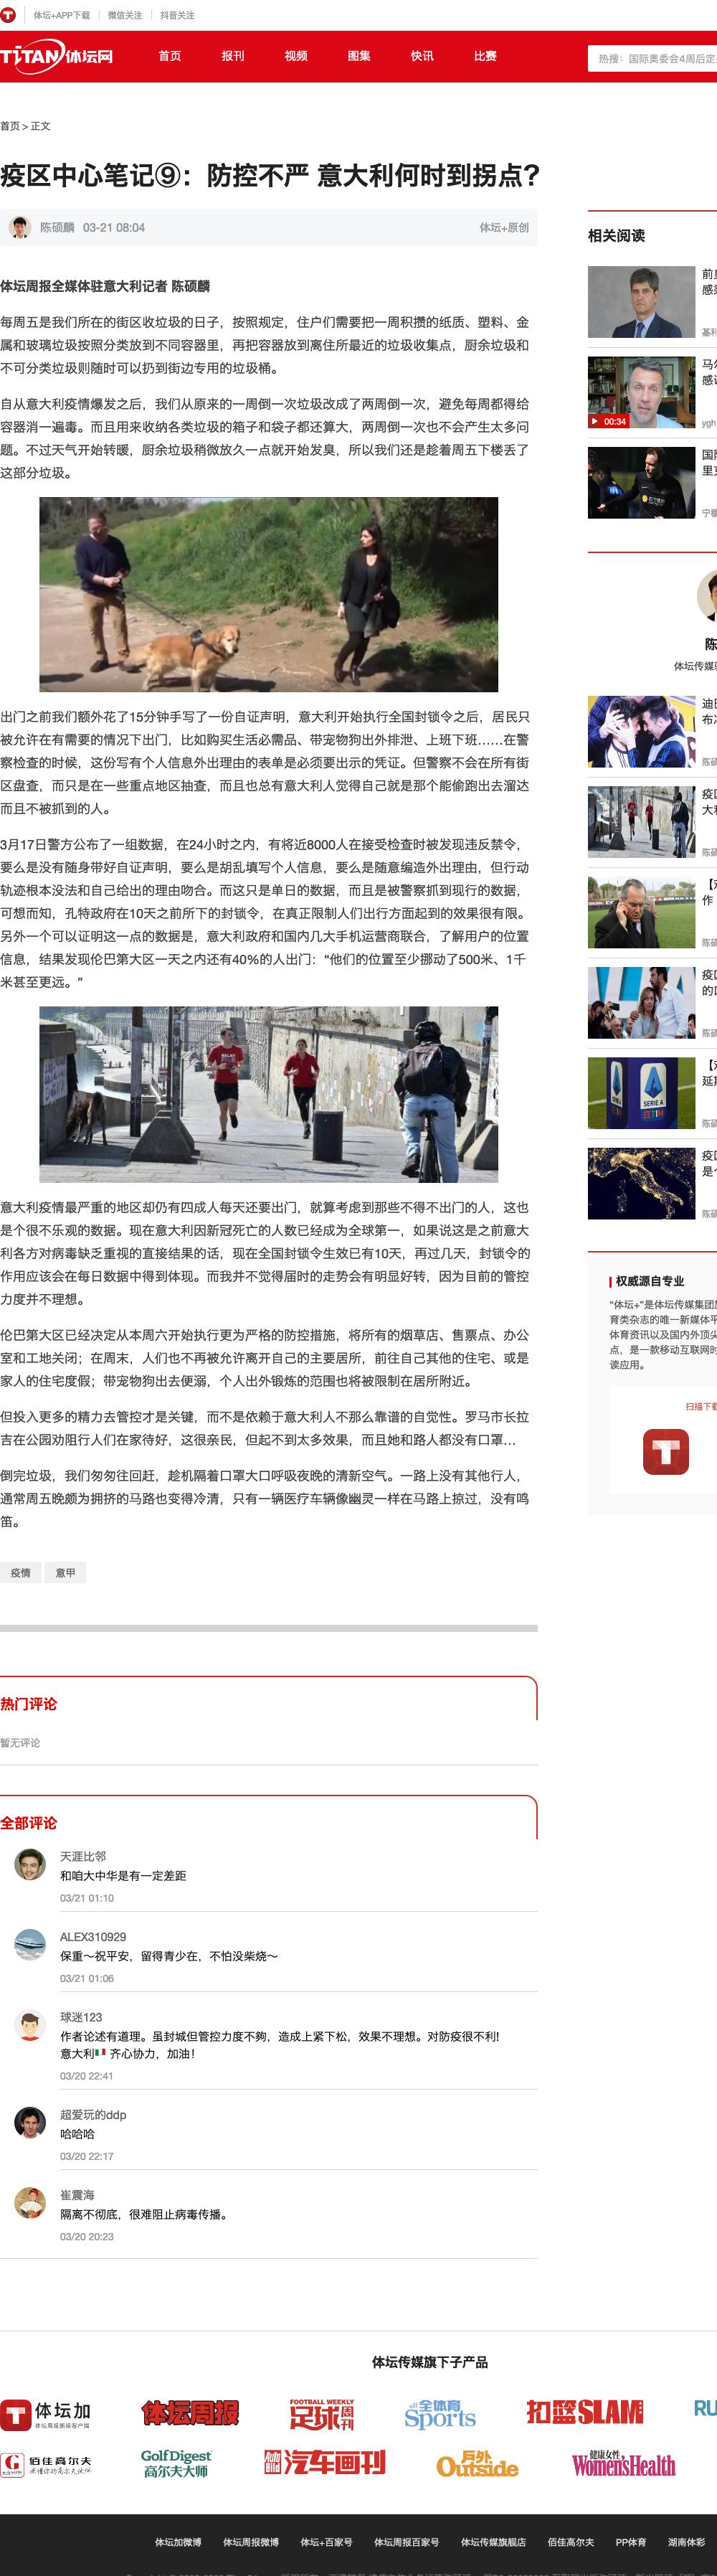 体坛+APP下载 微信关注 抖音关注
TiTAN体坛网 首页 报刊 视频 图集 快讯 比赛 热搜：国际奥委会4周后定
首页 > 正文
疫区中心笔记⑨：防控不严 意大利何时到拐点？
陈硕麟 03-21 08:04 体坛+原创
体坛周报全媒体驻意大利记者 陈硕麟
每周五是我们所在的街区收垃圾的日子，按照规定，住户们需要把一周积攒的纸质、塑料、金
属和玻璃垃圾按照分类放到不同容器里，再把容器放到离住所最近的垃圾收集点，厨余垃圾和
不可分类垃圾则随时可以扔到街边专用的垃圾桶。
自从意大利疫情爆发之后，我们从原来的一周倒一次垃圾改成了两周倒一次，避免每周都得给
容器消一遍毒。而且用来收纳各类垃圾的箱子和袋子都还算大，两周倒一次也不会产生太多问
题。不过天气开始转暖，厨余垃圾稍微放久一点就开始发臭，所以我们还是趁着周五下楼丢了
这部分垃圾。
出门之前我们额外花了15分钟手写了一份自证声明，意大利开始执行全国封锁令之后，居民只
被允许在有需要的情况下出门，比如购买生活必需品、带宠物狗出外排泄、上班下班……在警
察检查的时候，这份写有个人信息外出理由的表单是必须要出示的凭证。但警察不会在所有街
区盘查，而只是在一些重点地区抽查，而且也总有意大利人觉得自己就是那个能偷跑出去溜达
而且不被抓到的人。
3月17日警方公布了一组数据，在24小时之内，有将近8000人在接受检查时被发现违反禁令，
要么是没有随身带好自证声明，要么是胡乱填写个人信息，要么是随意编造外出理由，但行动
轨迹根本没法和自己给出的理由吻合。而这只是单日的数据，而且是被警察抓到现行的数据，
可想而知，孔特政府在10天之前所下的封锁令，在真正限制人们出行方面起到的效果很有限。
另外一个可以证明这一点的数据是，意大利政府和国内几大手机运营商联合，了解用户的位置
信息，结果发现伦巴第大区一天之内还有40%的人出门：“他们的位置至少挪动了500米、1千
米甚至更远。”
意大利疫情最严重的地区却仍有四成人每天还要出门，就算考虑到那些不得不出门的人，这也
是个很不乐观的数据。现在意大利因新冠死亡的人数已经成为全球第一，如果说这是之前意大
利各方对病毒缺乏重视的直接结果的话，现在全国封锁令生效已有10天，再过几天，封锁令的
作用应该会在每日数据中得到体现。而我并不觉得届时的走势会有明显好转，因为目前的管控
力度并不理想。
伦巴第大区已经决定从本周六开始执行更为严格的防控措施，将所有的烟草店、售票点、办公
室和工地关闭；在周末，人们也不再被允许离开自己的主要居所，前往自己其他的住宅、或是
家人的住宅度假；带宠物狗出去便溺，个人出外锻炼的范围也将被限制在居所附近。
但投入更多的精力去管控才是关键，而不是依赖于意大利人不那么靠谱的自觉性。罗马市长拉
吉在公园劝阻行人们在家待好，这很亲民，但起不到太多效果，而且她和路人都没有口罩…
倒完垃圾，我们匆匆往回赶，趁机隔着口罩大口呼吸夜晚的清新空气。一路上没有其他行人，
通常周五晚颇为拥挤的马路也变得冷清，只有一辆医疗车辆像幽灵一样在马路上掠过，没有鸣
笛。
疫情 意甲
热门评论
暂无评论
全部评论
天涯比邻
和咱大中华是有一定差距
03/21 01:10
ALEX310929
保重～祝平安，留得青少在，不怕没柴烧～
03/21 01:06
球迷123
作者论述有道理。虽封城但管控力度不夠，造成上紧下松，效果不理想。对防疫很不利!
意大利🇮🇹 齐心协力，加油！
03/20 22:41
超爱玩的ddp
哈哈哈
03/20 22:17
崔震海
隔离不彻底，很难阻止病毒传播。
03/20 20:23
相关阅读
前
感
基利
马
感
00:34
ygh
国
里
宁
陈
体坛传媒
迪
布
陈硕
疫
大
陈硕
【
作
陈硕
疫
的
陈硕
【
延
SERIE A
TIM
陈硕
疫
是
陈硕
权威源自专业
“体坛+”是体坛传媒集团
育类杂志的唯一新媒体平
体育资讯以及国内外顶尖
点，是一款移动互联网时
读应用。
扫描下载
体坛传媒旗下子产品
体坛加 体坛周报新闻客户端 体坛周报 FOOTBALL WEEKLY 足球周刊 all 全体育 Sports 扣篮SLAM RU
佰佳高尔夫 Golf Digest 高尔夫大师 汽车画刊 户外 Outside 健康女性 Women'sHealth
体坛加微博 体坛周报微博 体坛+百家号 体坛周报百家号 体坛传媒旗舰店 佰佳高尔夫 PP体育 湖南体彩